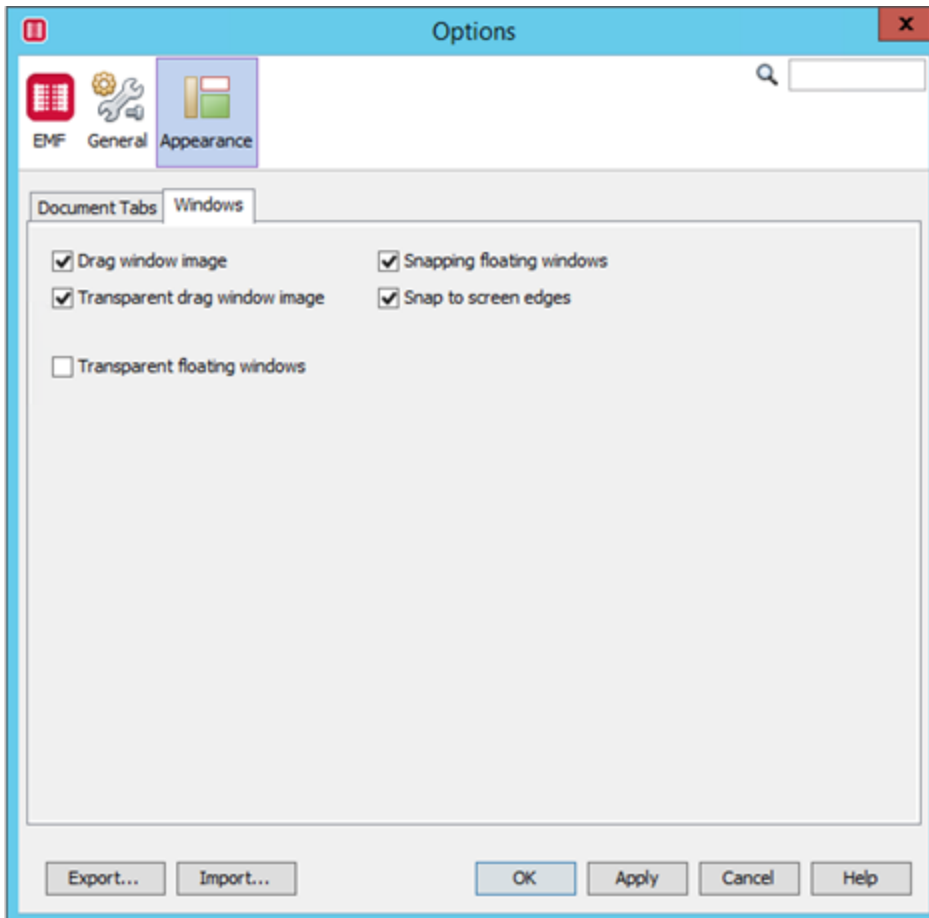 Options
x
EMF General Appearance
Document Tabs Windows
Drag window image Snapping floating windows
Transparent drag window image Snap to screen edges
Transparent floating windows
Export... Import... OK Apply Cancel Help